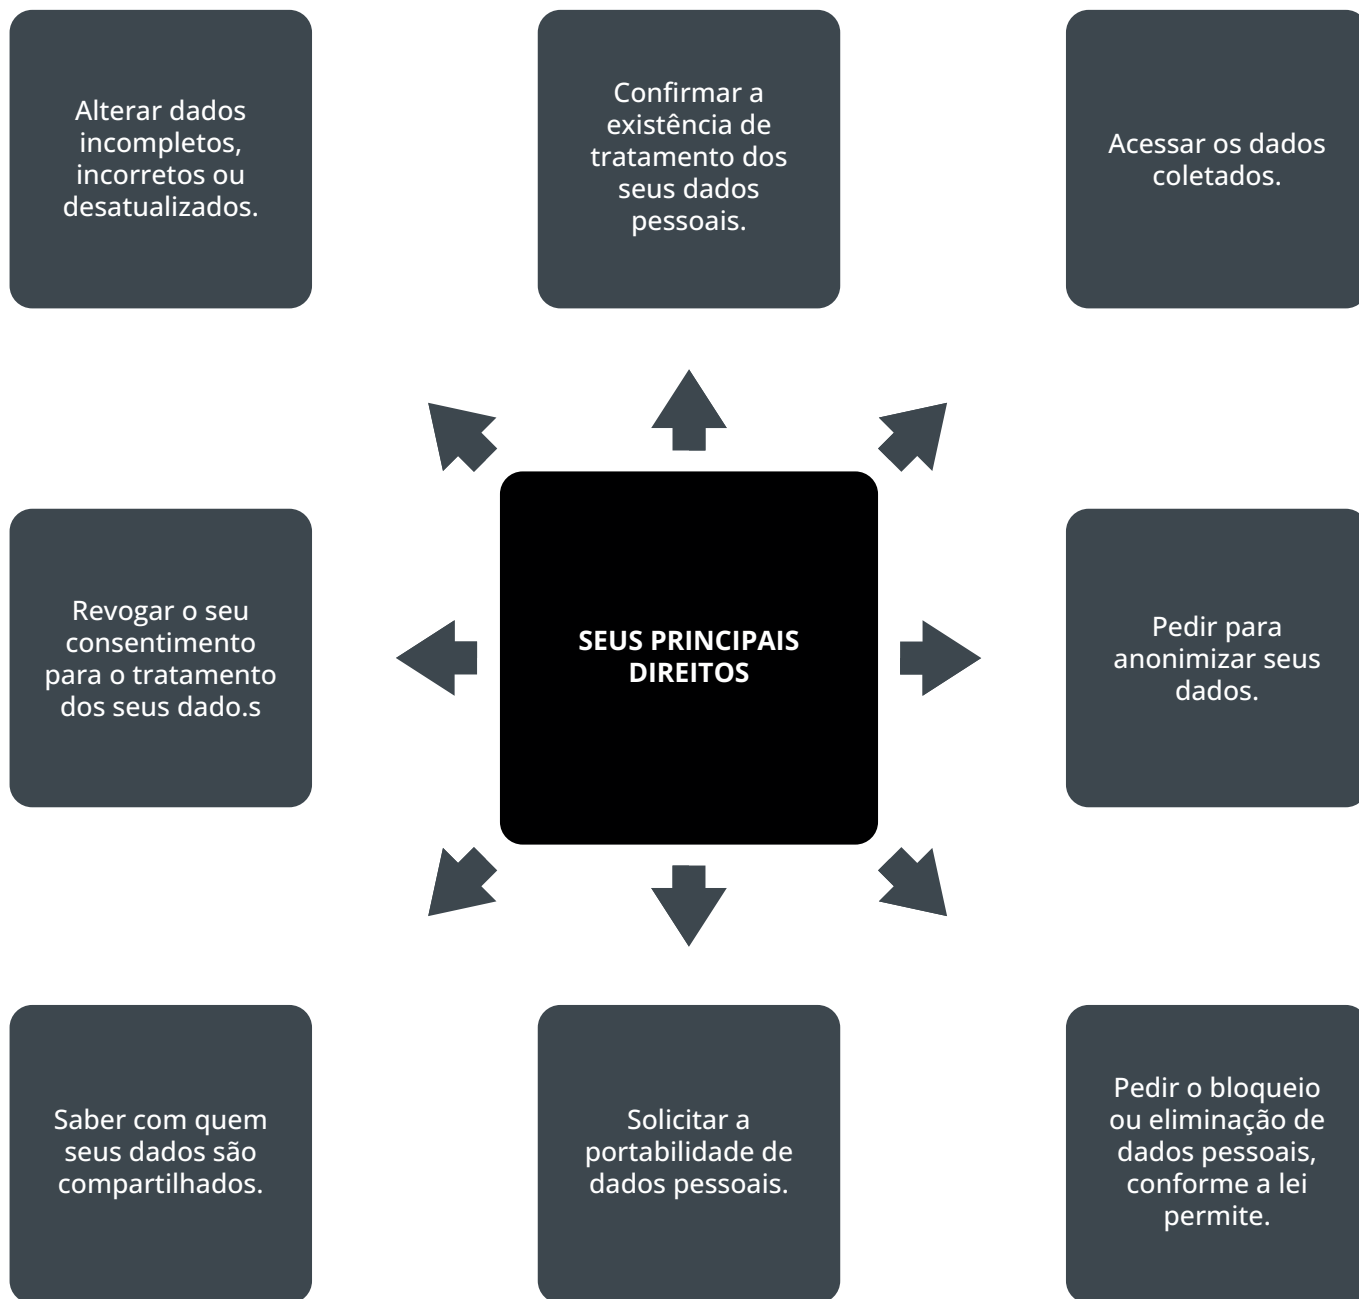 Alterar dados
incompletos,
incorretos ou
desatualizados.
Confirmar a
existência de
tratamento dos
seus dados
pessoais.
Acessar os dados
coletados.
Revogar o seu
consentimento
para o tratamento
dos seus dado.s
SEUS PRINCIPAIS
DIREITOS
Pedir para
anonimizar seus
dados.
Saber com quem
seus dados são
compartilhados.
Solicitar a
portabilidade de
dados pessoais.
Pedir o bloqueio
ou eliminação de
dados pessoais,
conforme a lei
permite.